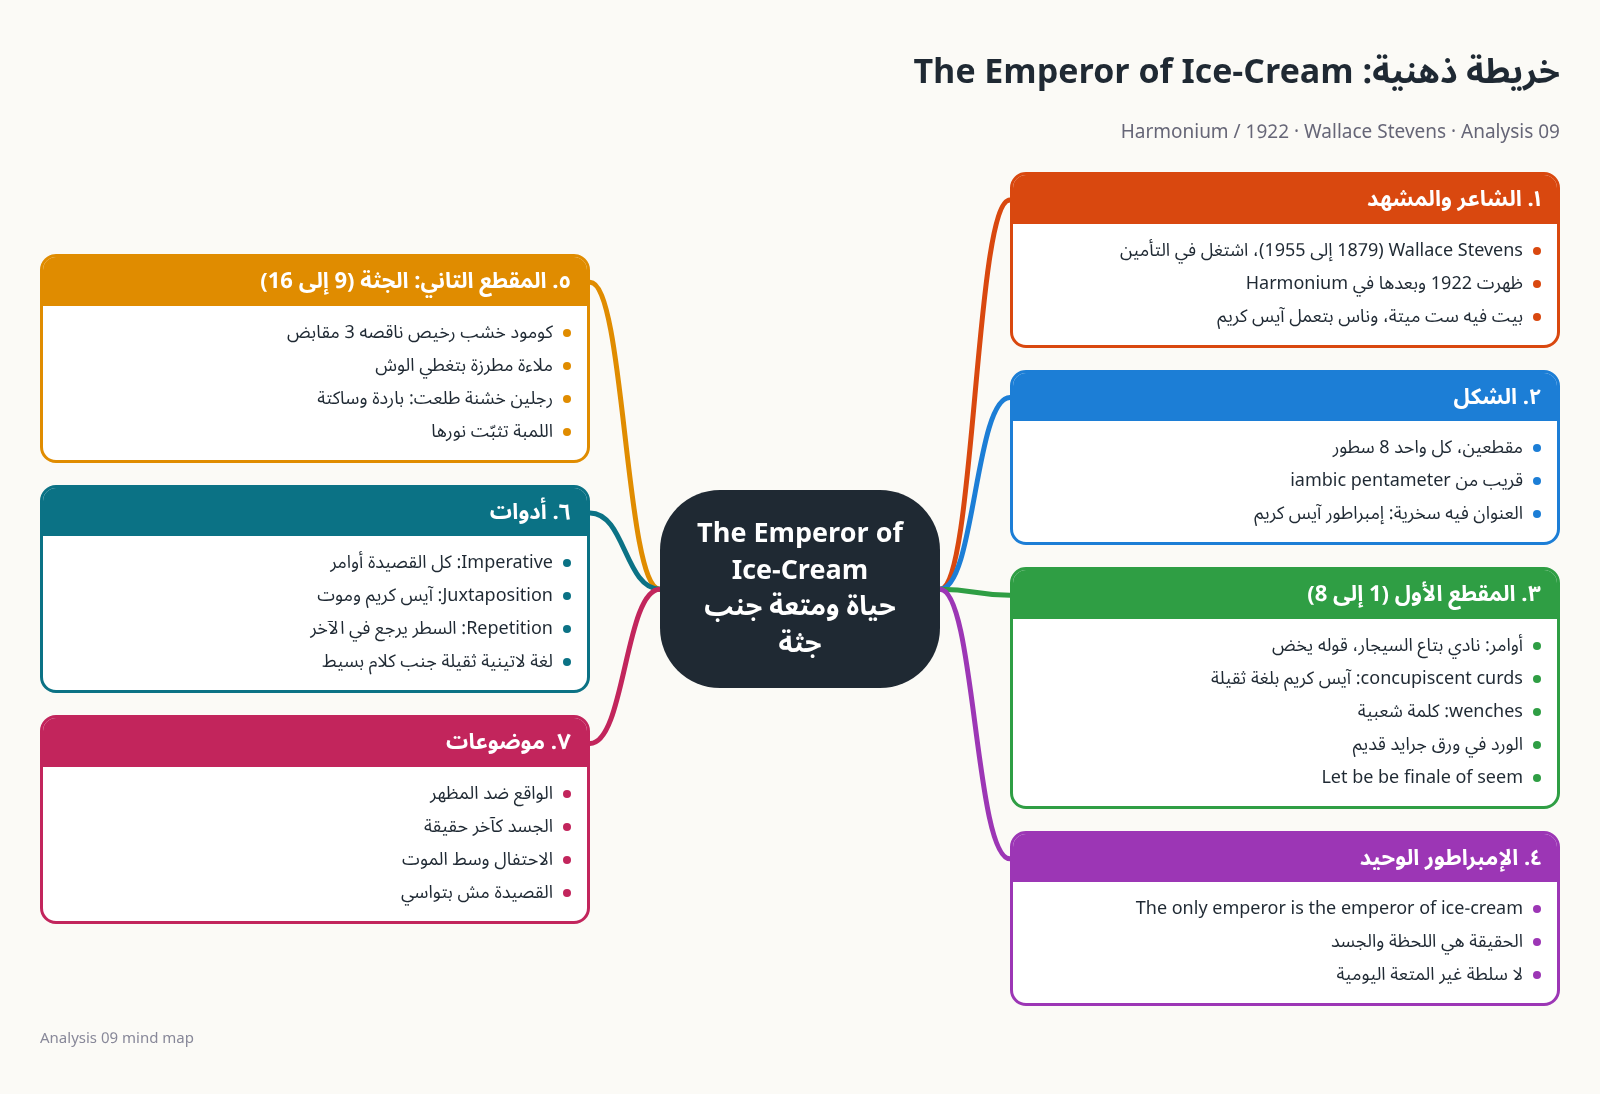 خريطة ذهنية: The Emperor of Ice-Cream
Harmonium / 1922 · Wallace Stevens · Analysis 09
١. الشاعر والمشهد
Wallace Stevens (1879 إلى 1955)، اشتغل في التأمين
ظهرت 1922 وبعدها في Harmonium
بيت فيه ست ميتة، وناس بتعمل آيس كريم
٢. الشكل
مقطعين، كل واحد 8 سطور
قريب من iambic pentameter
العنوان فيه سخرية: إمبراطور آيس كريم
٣. المقطع الأول (1 إلى 8)
أوامر: نادي بتاع السيجار، قوله يخض
concupiscent curds: آيس كريم بلغة ثقيلة
wenches: كلمة شعبية
الورد في ورق جرايد قديم
Let be be finale of seem
٤. الإمبراطور الوحيد
The only emperor is the emperor of ice-cream
الحقيقة هي اللحظة والجسد
لا سلطة غير المتعة اليومية
The Emperor of
Ice-Cream
حياة ومتعة جنب
جثة
٥. المقطع التاني: الجثة (9 إلى 16)
كومود خشب رخيص ناقصه 3 مقابض
ملاءة مطرزة بتغطي الوش
رجلين خشنة طلعت: باردة وساكتة
اللمبة تثبّت نورها
٦. أدوات
Imperative: كل القصيدة أوامر
Juxtaposition: آيس كريم وموت
Repetition: السطر يرجع في الآخر
لغة لاتينية ثقيلة جنب كلام بسيط
٧. موضوعات
الواقع ضد المظهر
الجسد كآخر حقيقة
الاحتفال وسط الموت
القصيدة مش بتواسي
Analysis 09 mind map